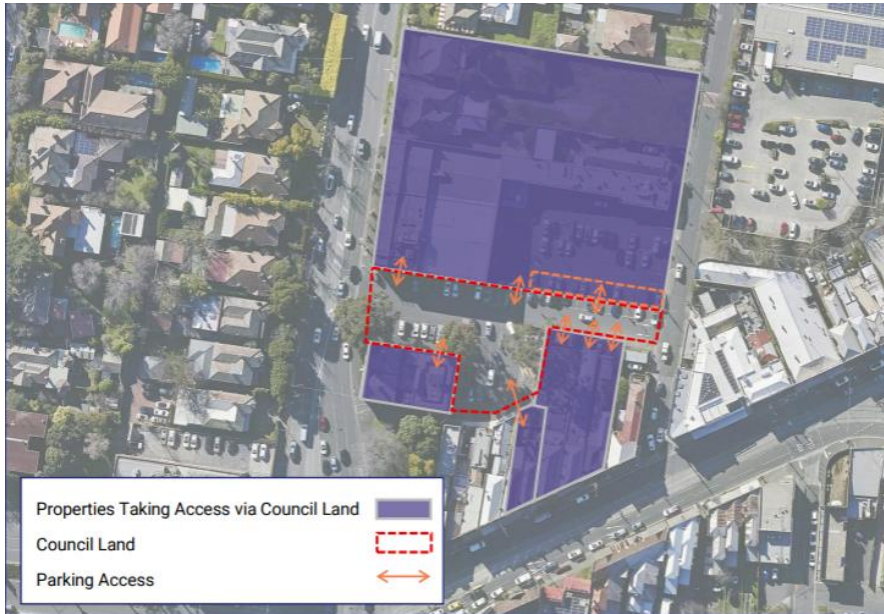 Properties Taking Access via Council Land
Council Land
Parking Access